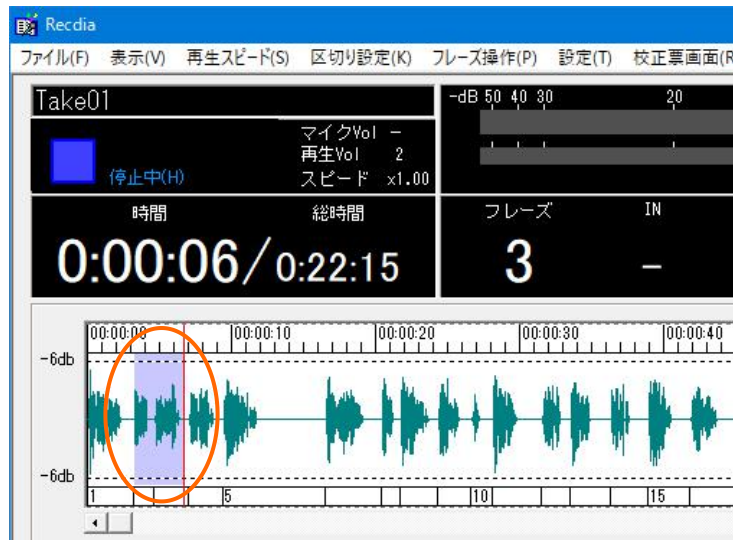 Recdia
ファイル(F) 表示(V) 再生スピード(S) 区切り設定(K) フレーズ操作(P) 設定(T) 校正票画面(R
Take01
-dB 50 40 30 20
マイクVol －
再生Vol 2
停止中(H)
スピード x1.00
時間 総時間 フレーズ IN
0:00:06/0:22:15 3 －
00:00:00 00:00:10 00:00:20 00:00:30 00:00:40
-6db
-6db
1 5 10 15